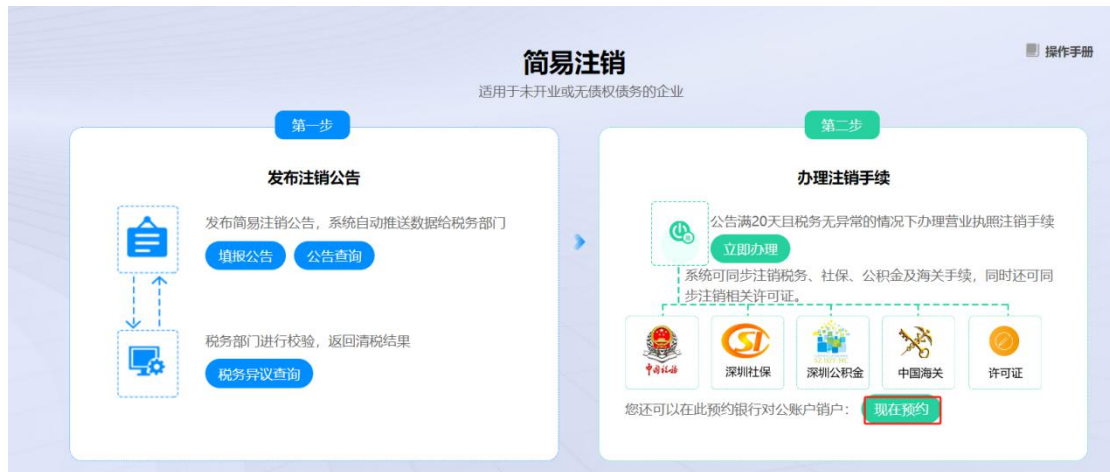 简易注销
操作手册
适用于未开业或无债权债务的企业
第一步
发布注销公告
发布简易注销公告，系统自动推送数据给税务部门
填报公告 公告查询
税务部门进行校验，返回清税结果
税务异议查询
第二步
办理注销手续
公告满20天且税务无异常的情况下办理营业执照注销手续
立即办理
系统可同步注销税务、社保、公积金及海关手续，同时还可同
步注销相关许可证。
中国税务 深圳社保 深圳公积金 中国海关 许可证
您还可以在此预约银行对公账户销户： 现在预约